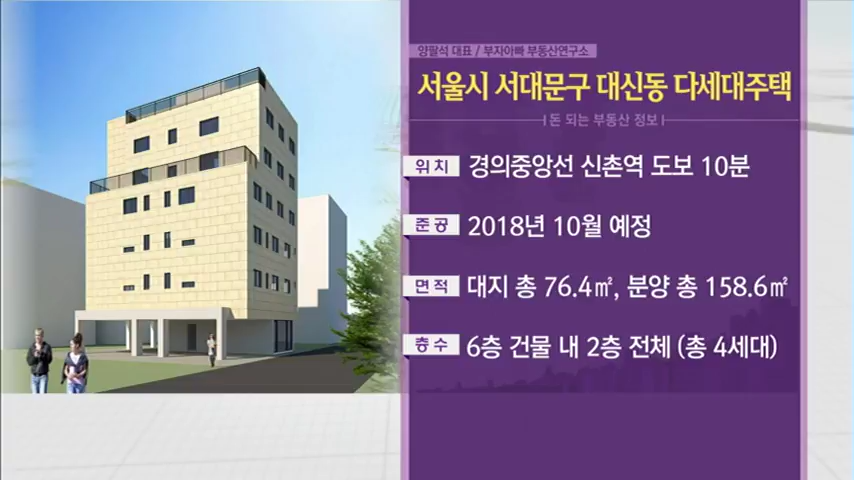 양팔석 대표 / 부자아빠 부동산연구소
서울시 서대문구 대신동 다세대주택
돈 되는 부동산 정보
위치 경의중앙선 신촌역 도보 10분
준공 2018년 10월 예정
면적 대지 총 76.4㎡, 분양 총 158.6㎡
층수 6층 건물 내 2층 전체 (총 4세대)